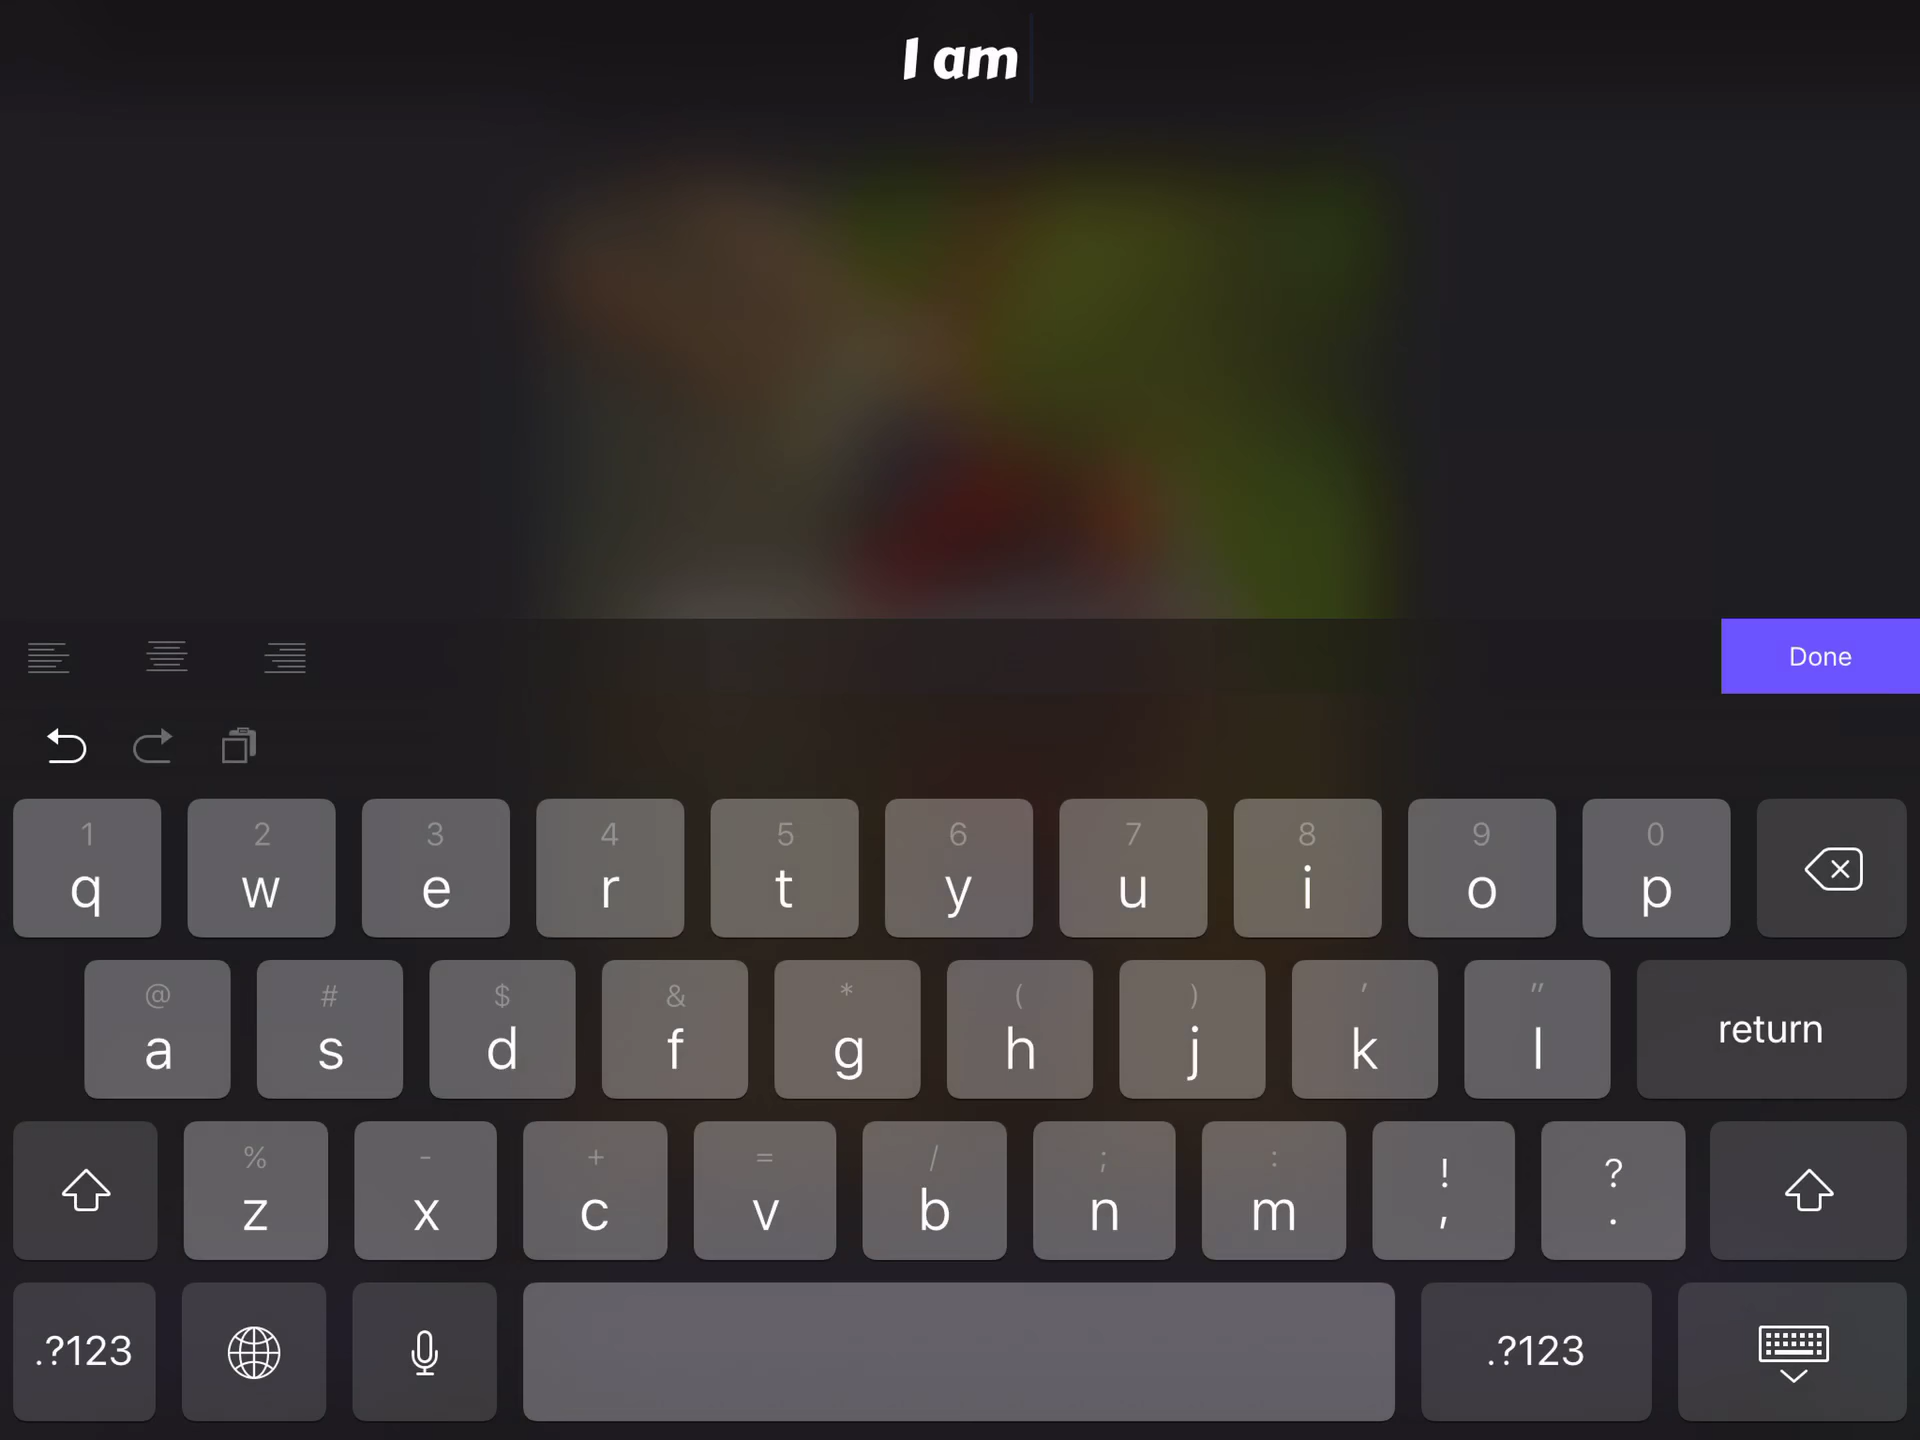 I am
Done
1 2 3 4 5 6 7 8 9 0
q w e r t y u i o p
@ # $ & * ( ) ' "
a s d f g h j k l return
% - + = / ; : ! ?
z x c v b n m , .
.?123 .?123